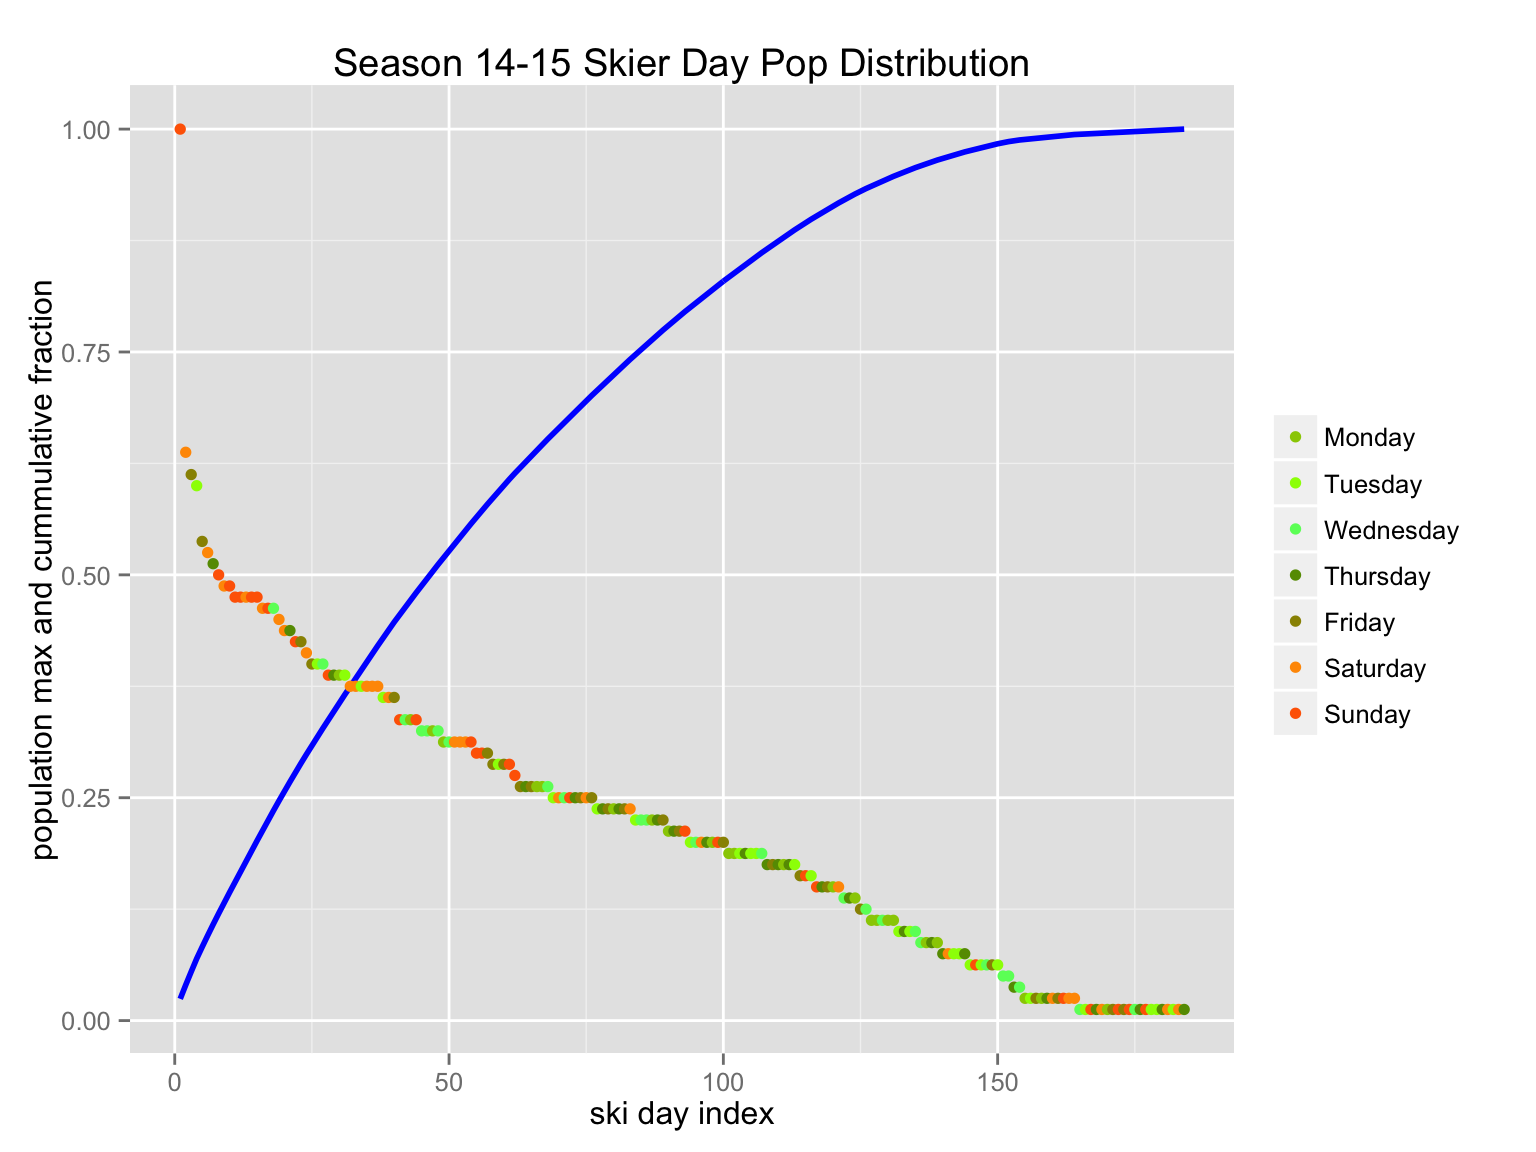 Season 14-15 Skier Day Pop Distribution
population max and cummulative fraction
1.00
0.75
0.50
0.25
0.00
0
50
100
150
ski day index
Monday
Tuesday
Wednesday
Thursday
Friday
Saturday
Sunday